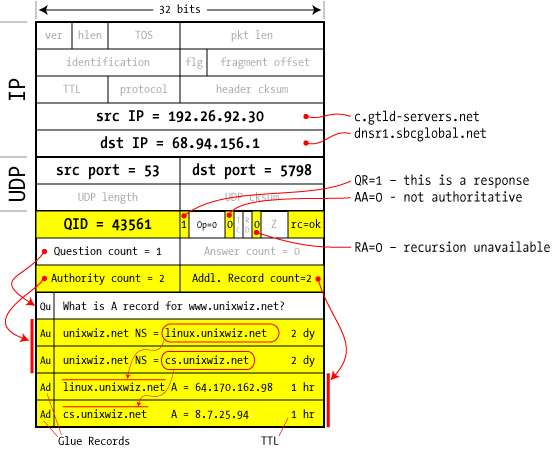 32 bits
ver hlen TOS pkt len
identification flg fragment offset
TTL protocol header cksum
IP
src IP = 192.26.92.30
c.gtld-servers.net
dst IP = 68.94.156.1
dnsr1.sbcglobal.net
UDP
src port = 53 dst port = 5798
UDP length UDP cksum
QR=1 - this is a response
AA=0 - not authoritative
QID = 43561 1 Op=0 0 TC RD 0 Z rc=ok
RA=0 - recursion unavailable
Question count = 1 Answer count = 0
Authority count = 2 Addl. Record count=2
Qu What is A record for www.unixwiz.net?
Au unixwiz.net NS = linux.unixwiz.net 2 dy
Au unixwiz.net NS = cs.unixwiz.net 2 dy
Ad linux.unixwiz.net A = 64.170.162.98 1 hr
Ad cs.unixwiz.net A = 8.7.25.94 1 hr
Glue Records TTL